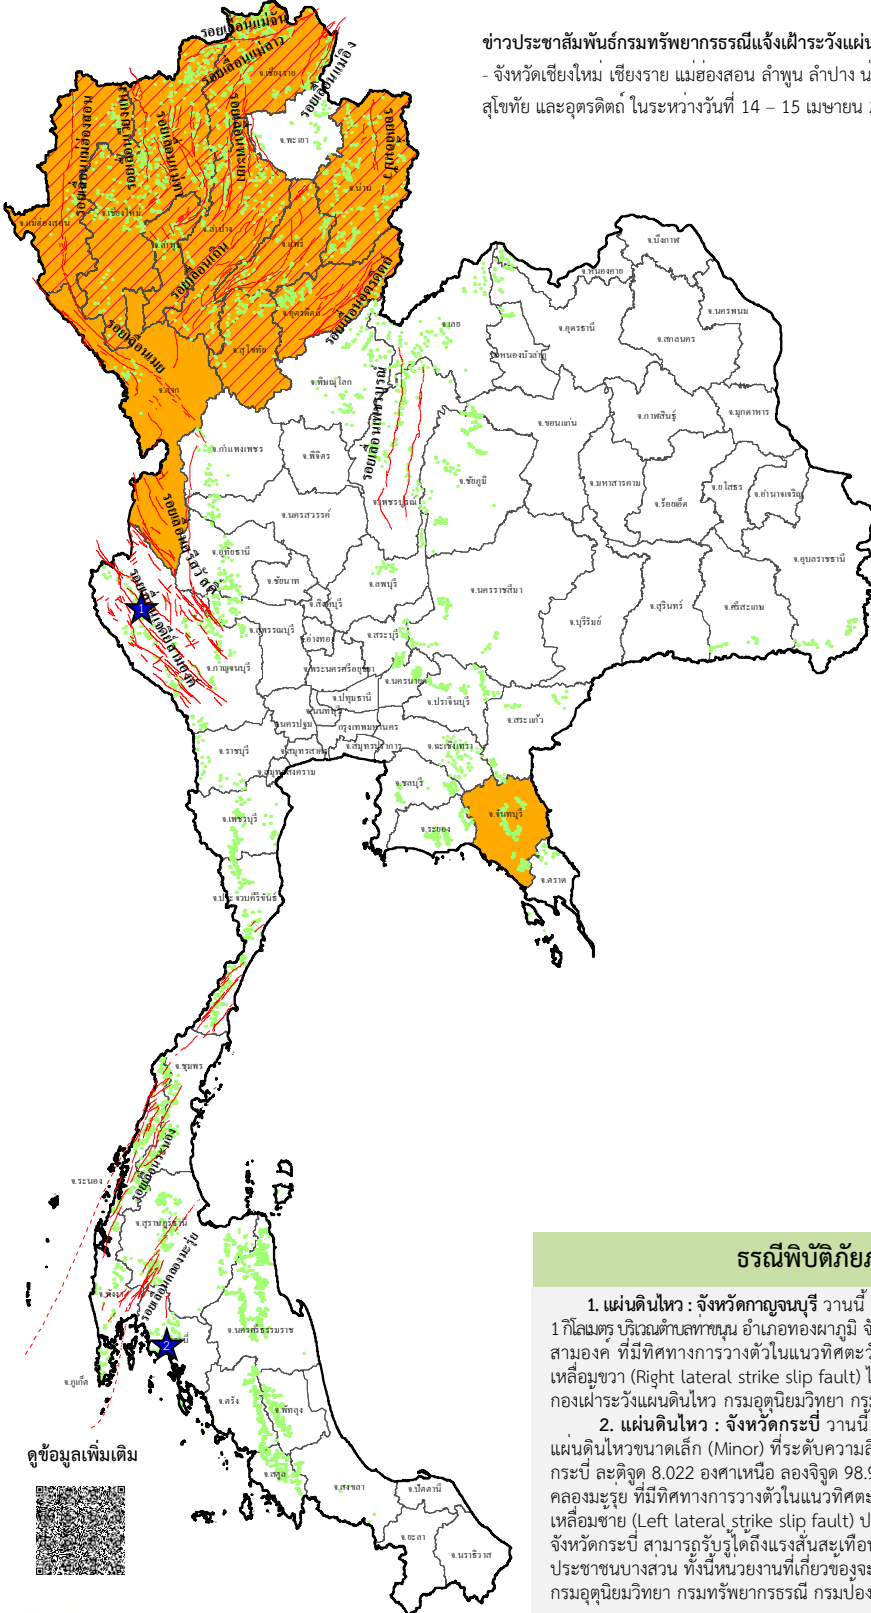 ข่าวประชาสัมพันธ์กรมทรัพยากรธรณีแจ้งเฝ้าระวังแผ่น
- จังหวัดเชียงใหม่ เชียงราย แม่ฮ่องสอน ลำพูน ลำปาง น่
สุโขทัย และอุตรดิตถ์ ในระหว่างวันที่ 14 – 15 เมษายน
รอยเลื่อนแม่จัน
รอยเลื่อนแม่ลาว
รอยเลื่อนแม่อิง
จ.เชียงราย
รอยเลื่อนแม่ฮ่องสอน
รอยเลื่อนแม่ทา
รอยเลื่อนพะเยา
จ.พะเยา
รอยเลื่อนปัว
จ.น่าน
จ.แม่ฮ่องสอน
จ.เชียงใหม่
จ.ลำพูน
จ.ลำปาง
จ.แพร่
รอยเลื่อนเถิน
รอยเลื่อนอุตรดิตถ์
จ.อุตรดิตถ์
จ.สุโขทัย
รอยเลื่อนเมย
จ.ตาก
จ.บึงกาฬ
จ.หนองคาย
จ.เลย
จ.อุดรธานี
จ.นครพนม
จ.สกลนคร
จ.หนองบัวลำภู
จ.พิษณุโลก
รอยเลื่อนเพชรบูรณ์
จ.ขอนแก่น
จ.กาฬสินธุ์
จ.มุกดาหาร
จ.กำแพงเพชร
จ.พิจิตร
จ.เพชรบูรณ์
จ.ชัยภูมิ
จ.มหาสารคาม
จ.ร้อยเอ็ด
จ.ยโสธร
จ.อำนาจเจริญ
จ.นครสวรรค์
รอยเลื่อนศรีสวัสดิ์
จ.อุทัยธานี
จ.ชัยนาท
จ.ลพบุรี
จ.นครราชสีมา
จ.บุรีรัมย์
จ.สุรินทร์
จ.ศรีสะเกษ
จ.อุบลราชธานี
รอยเลื่อนเจดีย์สามองค์
1
จ.สิงห์บุรี
จ.สุพรรณบุรี
จ.อ่างทอง
จ.สระบุรี
จ.กาญจนบุรี
จ.พระนครศรีอยุธยา
จ.นครนายก
จ.ปทุมธานี
จ.นนทบุรี
จ.ปราจีนบุรี
จ.นครปฐม
กรุงเทพมหานคร
จ.สระแก้ว
จ.ราชบุรี
จ.สมุทรสาคร
จ.สมุทรปราการ
จ.ฉะเชิงเทรา
จ.สมุทรสงคราม
จ.ชลบุรี
จ.เพชรบุรี
จ.ระยอง
จ.จันทบุรี
จ.ตราด
จ.ประจวบคีรีขันธ์
จ.ชุมพร
รอยเลื่อนระนอง
จ.ระนอง
จ.สุราษฎร์ธานี
รอยเลื่อนคลองมะรุ่ย
จ.พังงา
2
จ.นครศรีธรรมราช
จ.ภูเก็ต
จ.ตรัง
จ.พัทลุง
จ.สตูล
จ.สงขลา
จ.ปัตตานี
จ.ยะลา
จ.นราธิวาส
ดูข้อมูลเพิ่มเติม
ธรณีพิบัติภัย
1. แผ่นดินไหว : จังหวัดกาญจนบุรี วานนี้
1 กิโลเมตร บริเวณตำบลท่าขนุน อำเภอทองผาภูมิ จั
สามองค์ ที่มีทิศทางการวางตัวในแนวทิศตะวั
เหลื่อมขวา (Right lateral strike slip fault) ไ
กองเฝ้าระวังแผ่นดินไหว กรมอุตุนิยมวิทยา กร
2. แผ่นดินไหว : จังหวัดกระบี่ วานนี้
แผ่นดินไหวขนาดเล็ก (Minor) ที่ระดับความลึ
กระบี่ ละติจูด 8.022 องศาเหนือ ลองจิจูด 98.9
คลองมะรุ่ย ที่มีทิศทางการวางตัวในแนวทิศตะ
เหลื่อมซ้าย (Left lateral strike slip fault) ป
จังหวัดกระบี่ สามารถรับรู้ได้ถึงแรงสั่นสะเทือน
ประชาชนบางส่วน ทั้งนี้หน่วยงานที่เกี่ยวข้องจะ
กรมอุตุนิยมวิทยา กรมทรัพยากรธรณี กรมป้อง